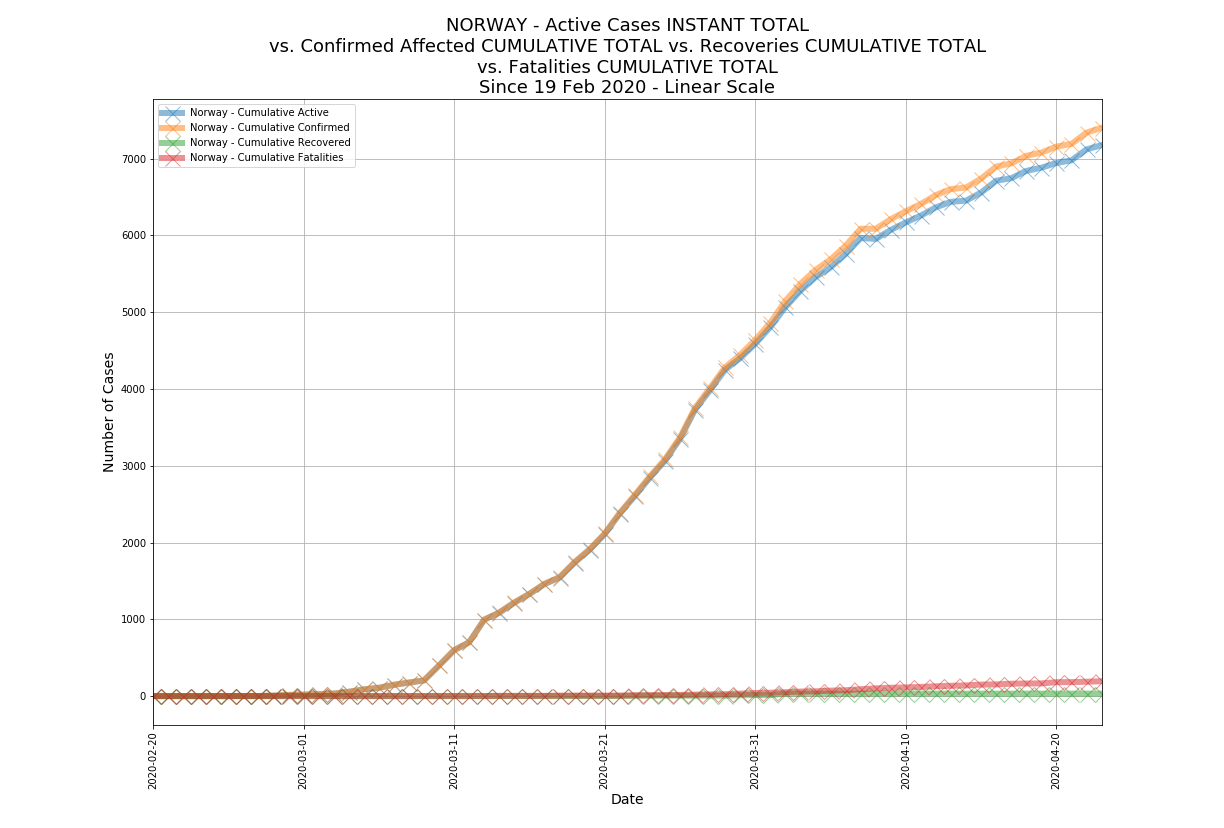 NORWAY - Active Cases INSTANT TOTAL
vs. Confirmed Affected CUMULATIVE TOTAL vs. Recoveries CUMULATIVE TOTAL
vs. Fatalities CUMULATIVE TOTAL
Since 19 Feb 2020 - Linear Scale
Norway - Cumulative Active
Norway - Cumulative Confirmed
Norway - Cumulative Recovered
Norway - Cumulative Fatalities
Number of Cases
7000
6000
5000
4000
3000
2000
1000
0
2020-02-20
2020-03-01
2020-03-11
2020-03-21
2020-03-31
2020-04-10
2020-04-20
Date